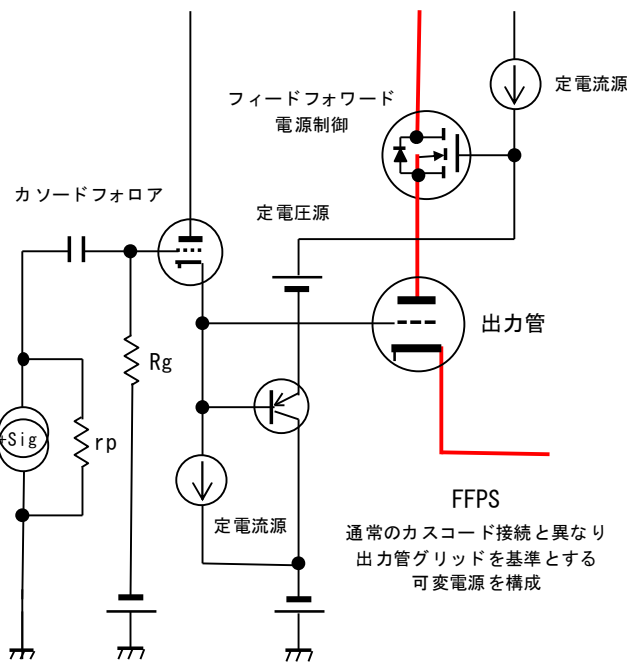 フィードフォワード
電源制御
定電流源
カソードフォロア
定電圧源
出力管
Rg
+Sig
rp
定電流源
FFPS
通常のカスコード接続と異なり
出力管グリッドを基準とする
可変電源を構成